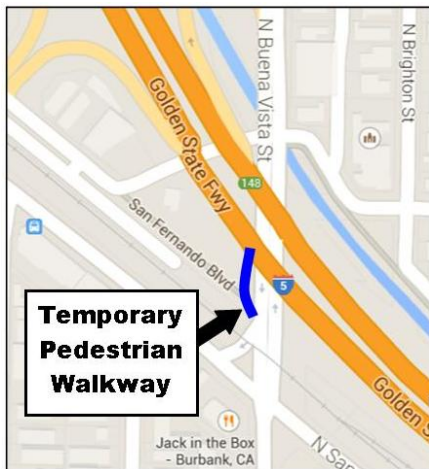 N Buena Vista St
N Brighton St
Golden State Fwy
148
San Fernando Blvd
5
Temporary
Pedestrian
Walkway
Golden S
Jack in the Box
- Burbank, CA
N Sa